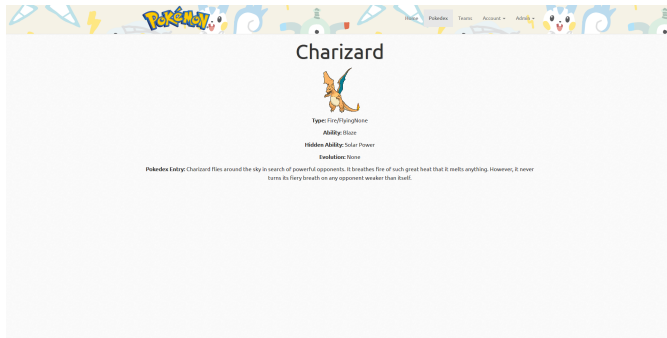 POKéMON
Home Pokedex Teams Account Admin
Charizard
Type: Fire/FlyingNone
Ability: Blaze
Hidden Ability: Solar Power
Evolution: None
Pokedex Entry: Charizard flies around the sky in search of powerful opponents. It breathes fire of such great heat that it melts anything. However, it never
turns its fiery breath on any opponent weaker than itself.